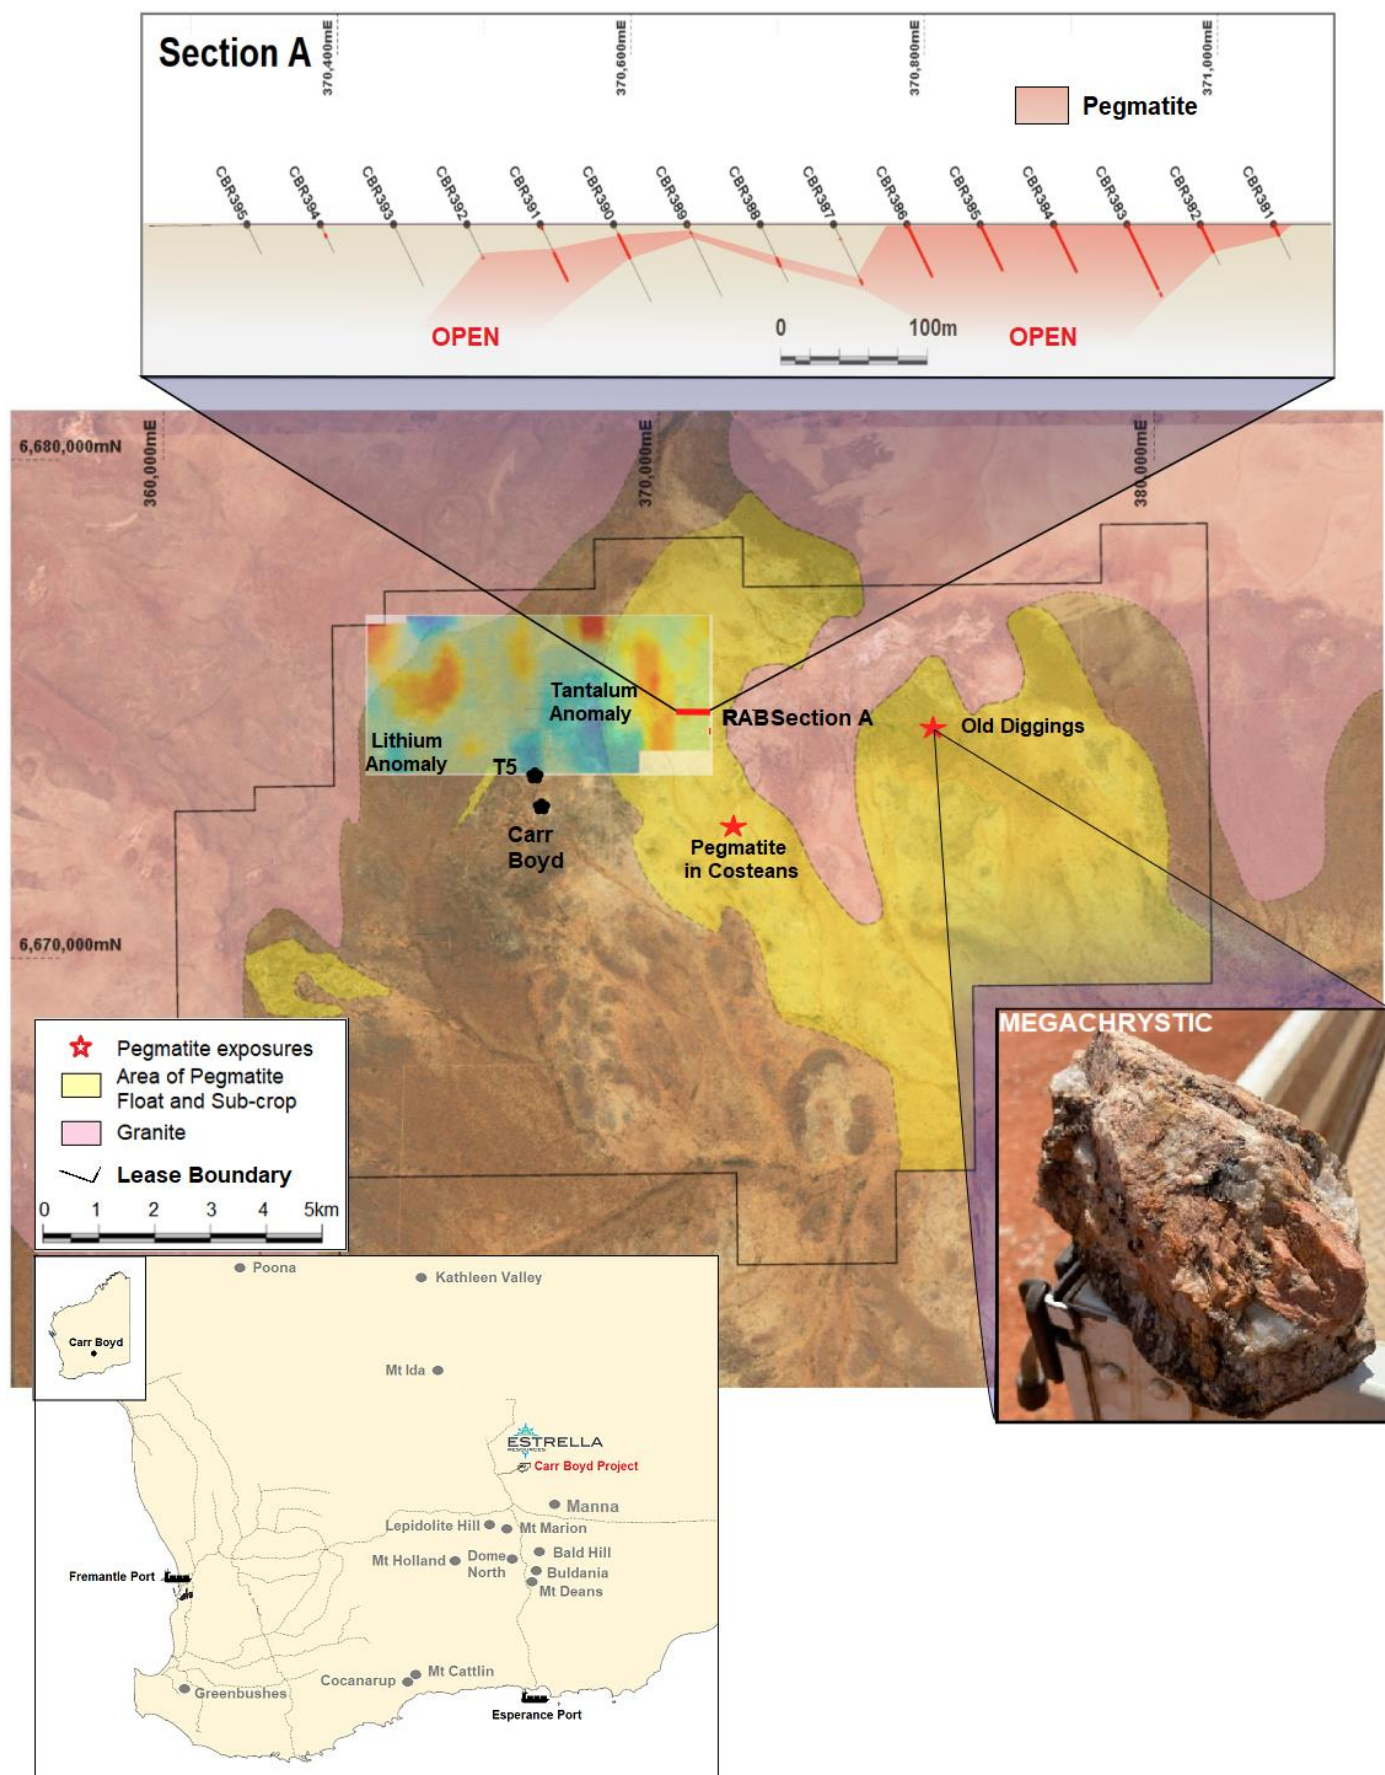 Section A
370,400mE
370,600mE
370,800mE
371,000mE
Pegmatite
CBR395
CBR394
CBR393
CBR392
CBR391
CBR390
CBR389
CBR388
CBR387
CBR386
CBR385
CBR384
CBR383
CBR382
CBR381
OPEN
0
100m
OPEN
6,680,000mN
360,000mE
370,000mE
380,000mE
Tantalum
Anomaly
RABSection A
Old Diggings
Lithium
Anomaly
T5
Carr
Boyd
Pegmatite
in Costeans
6,670,000mN
MEGACHRYSTIC
Pegmatite exposures
Area of Pegmatite
Float and Sub-crop
Granite
Lease Boundary
0 1 2 3 4 5km
Carr Boyd
Poona
Kathleen Valley
Mt Ida
ESTRELLA
RESOURCES
Carr Boyd Project
Manna
Lepidolite Hill
Mt Marion
Mt Holland
Dome
North
Bald Hill
Buldania
Mt Deans
Fremantle Port
Greenbushes
Cocanarup
Mt Cattlin
Esperance Port